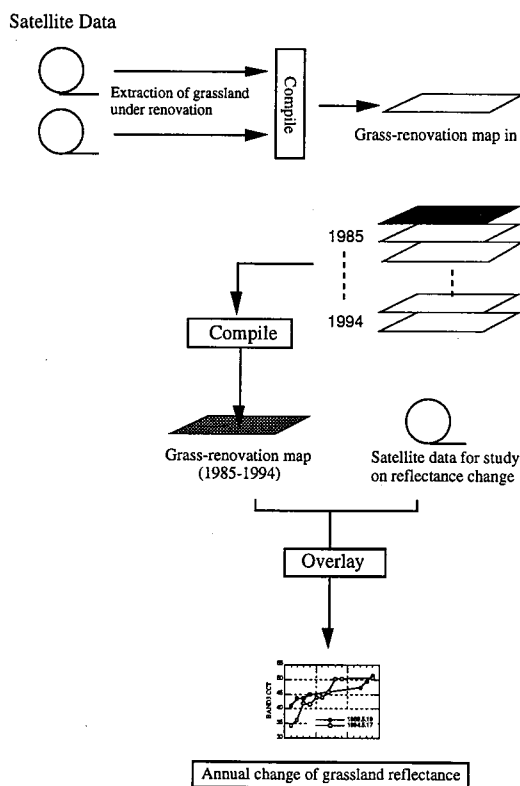 Satellite Data
Extraction of grassland
under renovation
Compile
Grass-renovation map in
1985
1994
Compile
Grass-renovation map
(1985-1994)
Satellite data for study
on reflectance change
Overlay
Annual change of grassland reflectance